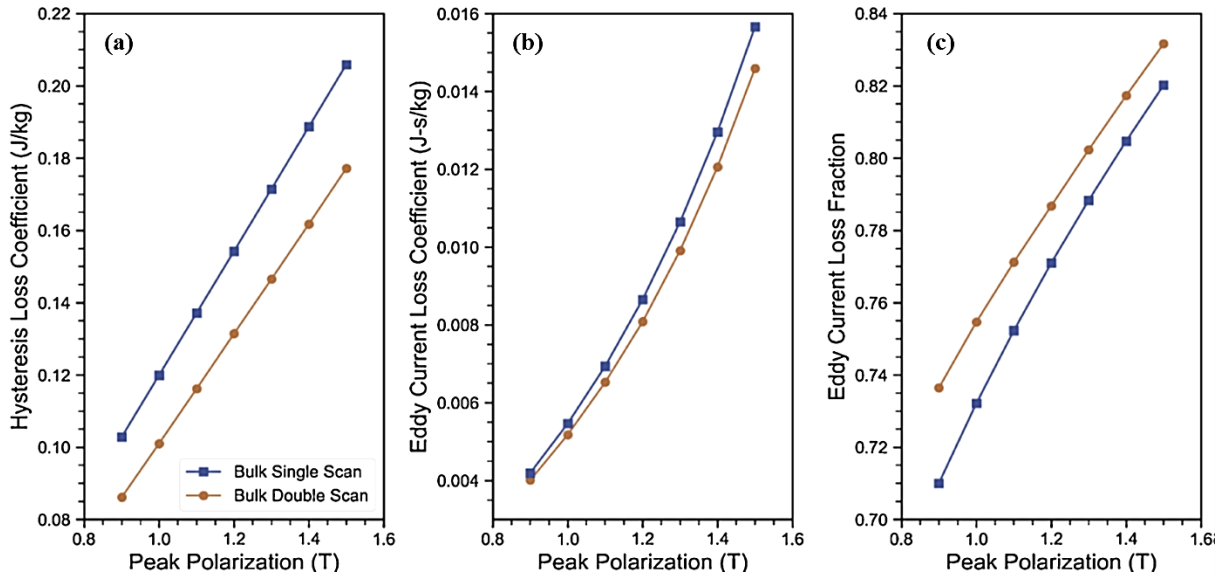 (a)
Hysteresis Loss Coefficient (J/kg)
0.22
0.20
0.18
0.16
0.14
0.12
0.10
0.08
Bulk Single Scan
Bulk Double Scan
0.8 1.0 1.2 1.4 1.6
Peak Polarization (T)
(b)
Eddy Current Loss Coefficient (J-s/kg)
0.016
0.014
0.012
0.010
0.008
0.006
0.004
0.8 1.0 1.2 1.4 1.6
Peak Polarization (T)
(c)
Eddy Current Loss Fraction
0.84
0.82
0.80
0.78
0.76
0.74
0.72
0.70
0.8 1.0 1.2 1.4 1.6
Peak Polarization (T)